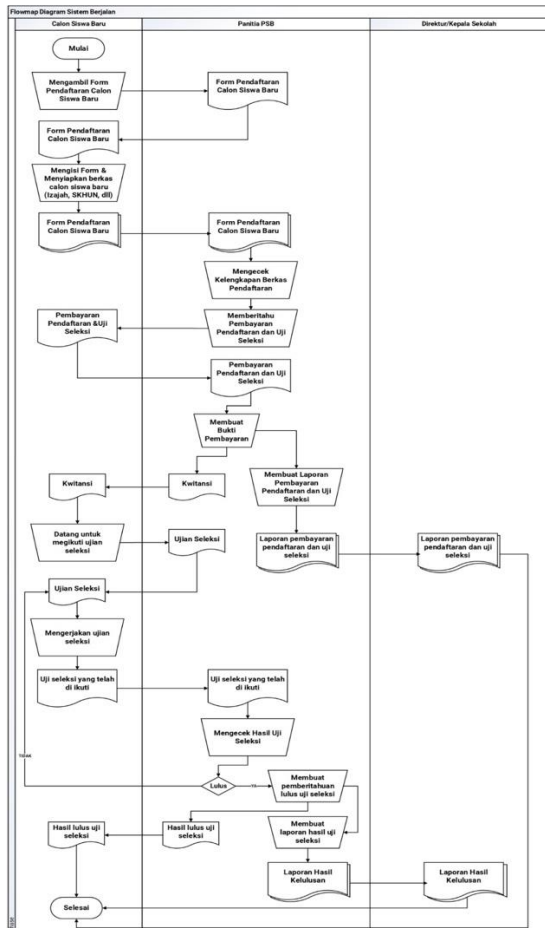 Flowmap Diagram Sistem Berjalan
Calon Siswa Baru
Panitia PSB
Direktur/Kepala Sekolah
Mulai
Mengambil Form
Pendaftaran Calon
Siswa Baru
Form Pendaftaran
Calon Siswa Baru
Form Pendaftaran
Calon Siswa Baru
Mengisi Form &
Menyiapkan berkas
calon siswa baru
(Izajah, SKHUN, dll)
Form Pendaftaran
Calon Siswa Baru
Form Pendaftaran
Calon Siswa Baru
Mengecek
Kelengkapan Berkas
Pendaftaran
Pembayaran
Pendaftaran &Uji
Seleksi
Memberitahu
Pembayaran
Pendaftaran dan Uji
Seleksi
Pembayaran
Pendaftaran dan Uji
Seleksi
Membuat
Bukti
Pembayaran
Kwitansi
Kwitansi
Membuat Laporan
Pembayaran
Pendaftaran dan Uji
Seleksi
Datang untuk
megikuti ujian
seleksi
Ujian Seleksi
Laporan pembayaran
pendaftaran dan uji
seleksi
Laporan pembayaran
pendaftaran dan uji
seleksi
Ujian Seleksi
Mengerjakan ujian
seleksi
Uji seleksi yang telah
di ikuti
Uji seleksi yang telah
di ikuti
Mengecek Hasil Uji
Seleksi
Lulus
Membuat
pemberitahuan
lulus uji seleksi
Hasil lulus uji
seleksi
Hasil lulus uji
seleksi
Membuat
laporan hasil uji
seleksi
Laporan Hasil
Kelulusan
Laporan Hasil
Kelulusan
Selesai